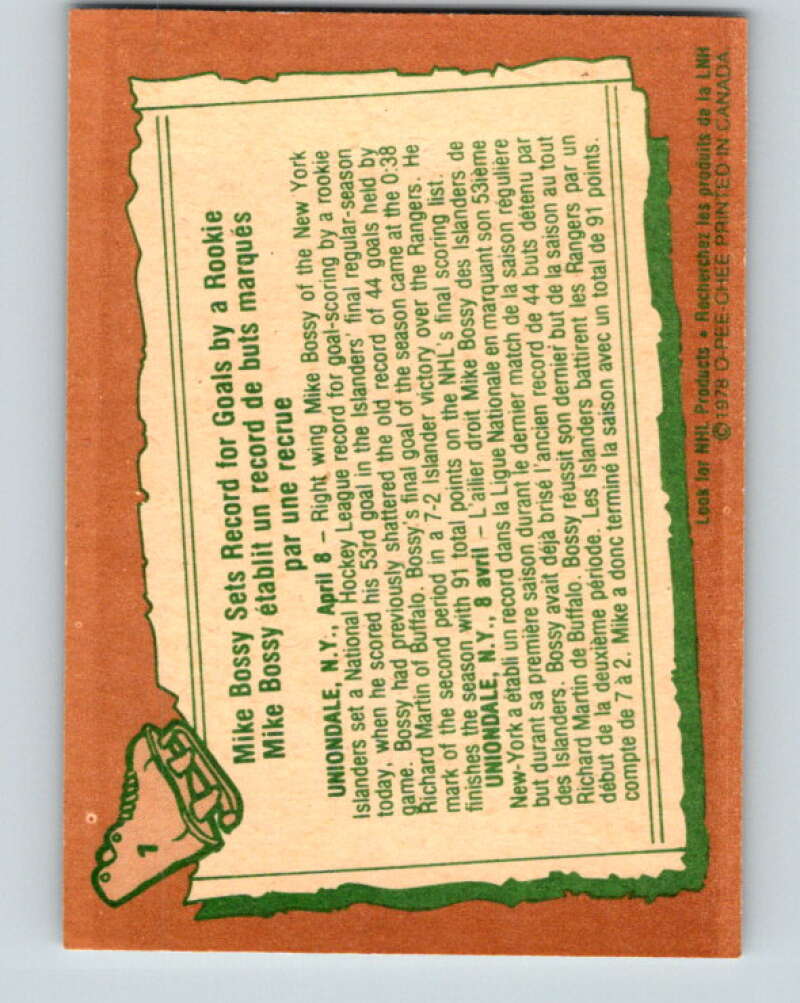 1
Mike Bossy Sets Record for Goals by a Rookie
Mike Bossy établit un record de buts marqués
par une recrue
UNIONDALE, N.Y., April 8 – Right wing Mike Bossy of the New York
Islanders set a National Hockey League record for goal-scoring by a rookie
today, when he scored his 53rd goal in the Islanders' final regular-season
game. Bossy had previously shattered the old record of 44 goals held by
Richard Martin of Buffalo. Bossy's final goal of the season came at the 0:38
mark of the second period in a 7-2 Islander victory over the Rangers. He
finishes the season with 91 total points on the NHL's final scoring list.
UNIONDALE, N.Y., 8 avril – L'ailier droit Mike Bossy des Islanders de
New-York a établi un record dans la Ligue Nationale en marquant son 53ième
but durant sa première saison durant le dernier match de la saison régulière
des Islanders. Bossy avait déjà brisé l'ancien record de 44 buts détenu par
Richard Martin de Buffalo. Bossy réussit son dernier but de la saison au tout
début de la deuxième période. Les Islanders battirent les Rangers par un
compte de 7 à 2. Mike a donc terminé la saison avec un total de 91 points.
Look for NHL Products • Recherchez les produits de la LNH
©1978 O-PEE-CHEE PRINTED IN CANADA